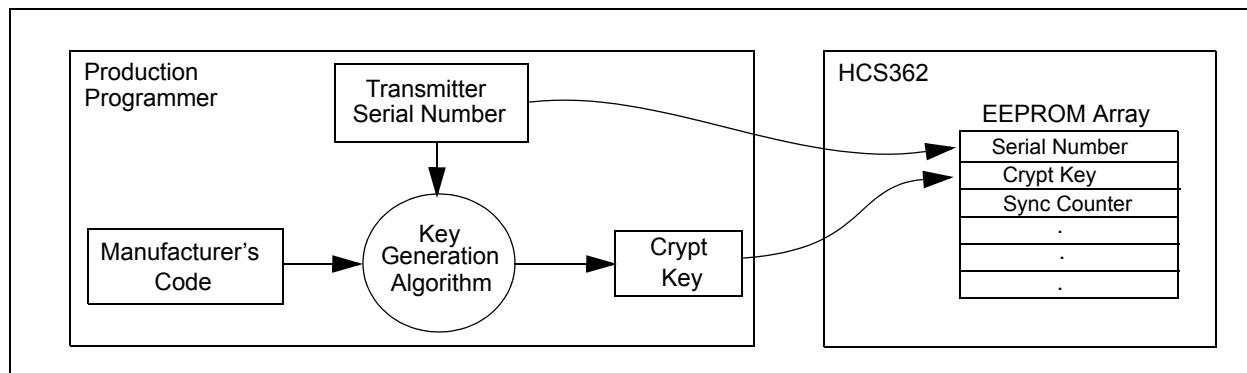 Production
Programmer
Transmitter
Serial Number
Manufacturer's
Code
Key
Generation
Algorithm
Crypt
Key
HCS362
EEPROM Array
Serial Number
Crypt Key
Sync Counter
.
.
.